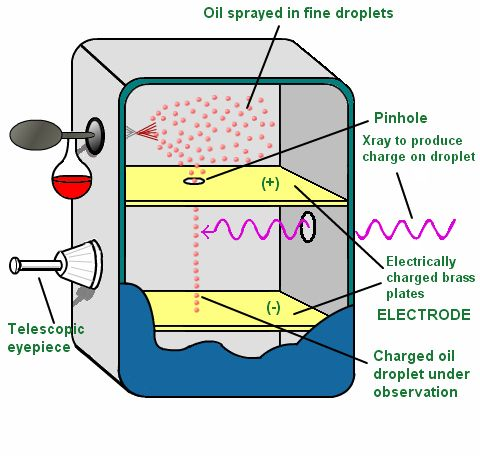 Oil sprayed in fine droplets
Pinhole
Xray to produce
charge on droplet
(+)
Electrically
charged brass
plates
(-)
ELECTRODE
Telescopic
eyepiece
Charged oil
droplet under
observation